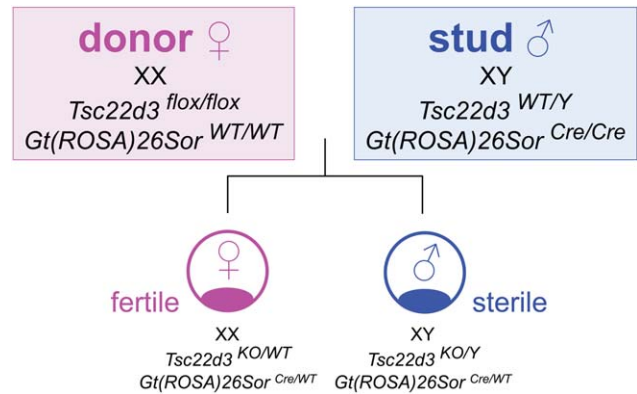 donor ♀
XX
Tsc22d3 flox/flox
Gt(ROSA)26Sor WT/WT
stud ♂
XY
Tsc22d3 WT/Y
Gt(ROSA)26Sor Cre/Cre
♀
fertile
XX
Tsc22d3 KO/WT
Gt(ROSA)26Sor Cre/WT
♂
sterile
XY
Tsc22d3 KO/Y
Gt(ROSA)26Sor Cre/WT